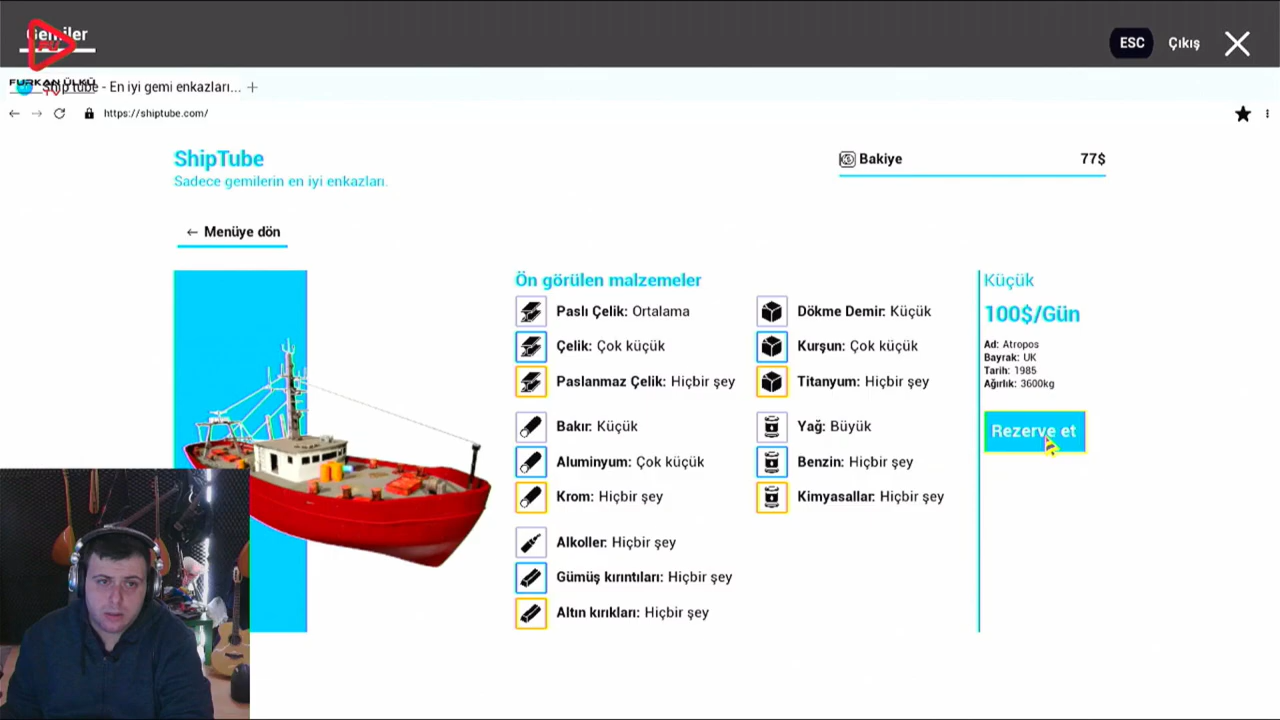 Gemiler
ESC Çıkış
FURKAN ÜLKÜ
TV
Ship tube - En iyi gemi enkazları... +
https://shiptube.com/
ShipTube
Sadece gemilerin en iyi enkazları.
Bakiye 77$
← Menüye dön
Ön görülen malzemeler
Paslı Çelik: Ortalama
Çelik: Çok küçük
Paslanmaz Çelik: Hiçbir şey
Bakır: Küçük
Aluminyum: Çok küçük
Krom: Hiçbir şey
Alkoller: Hiçbir şey
Gümüş kırıntıları: Hiçbir şey
Altın kırıkları: Hiçbir şey
Dökme Demir: Küçük
Kurşun: Çok küçük
Titanyum: Hiçbir şey
Yağ: Büyük
Benzin: Hiçbir şey
Kimyasallar: Hiçbir şey
Küçük
100$/Gün
Ad: Atropos
Bayrak: UK
Tarih: 1985
Ağırlık: 3600kg
Rezerve et